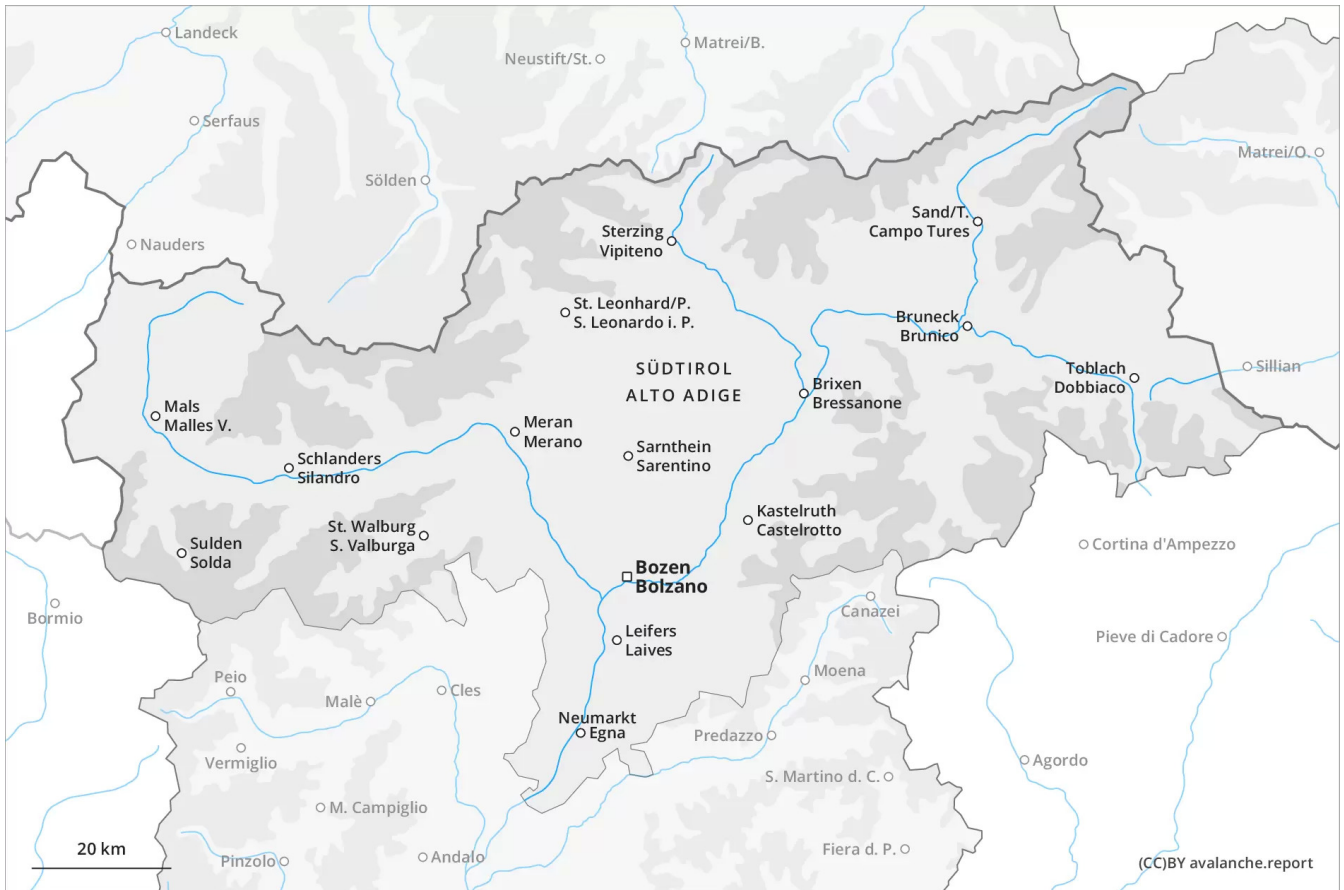 Landeck
Matrei/B.
Neustift/St.
Serfaus
Matrei/O.
Sölden
Sand/T.
Campo Tures
Nauders
Sterzing
Vipiteno
St. Leonhard/P.
S. Leonardo i. P.
Bruneck
Brunico
SÜDTIROL
ALTO ADIGE
Toblach
Dobbiaco
Sillian
Brixen
Bressanone
Mals
Malles V.
Meran
Merano
Sarnthein
Sarentino
Schlanders
Silandro
Kastelruth
Castelrotto
St. Walburg
S. Valburga
Sulden
Solda
Cortina d'Ampezzo
Bozen
Bolzano
Bormio
Canazei
Leifers
Laives
Pieve di Cadore
Peio
Moena
Malè
Cles
Neumarkt
Egna
Predazzo
Vermiglio
Agordo
S. Martino d. C.
M. Campiglio
20 km
Pinzolo
Andalo
Fiera d. P.
(CC)BY avalanche.report